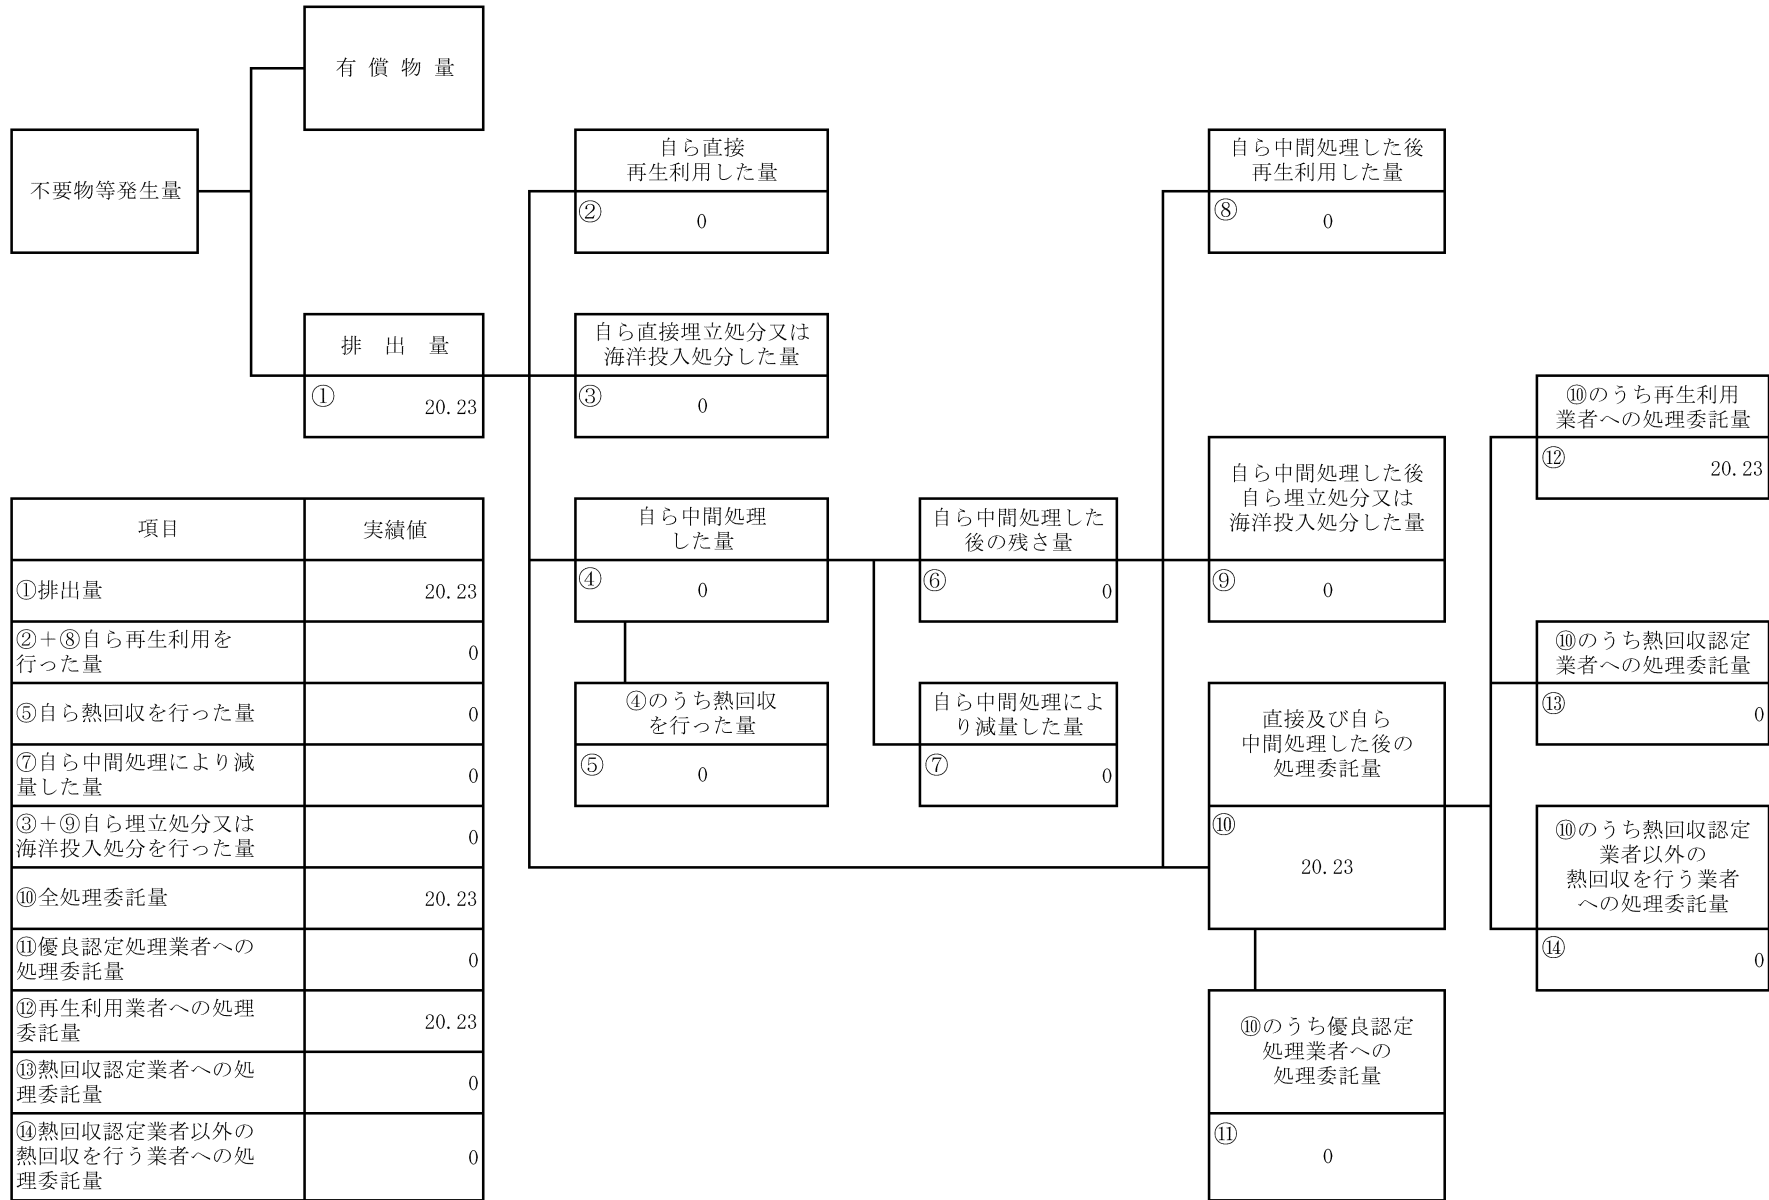 有償物量
不要物等発生量
排出量
①
20.23
自ら直接
再生利用した量
②
0
自ら直接埋立処分又は
海洋投入処分した量
③
0
自ら中間処理
した量
④
0
④のうち熱回収
を行った量
⑤
0
自ら中間処理した
後の残さ量
⑥
0
自ら中間処理によ
り減量した量
⑦
0
自ら中間処理した後
再生利用した量
⑧
0
自ら中間処理した後
自ら埋立処分又は
海洋投入処分した量
⑨
0
直接及び自ら
中間処理した後の
処理委託量
⑩
20.23
⑩のうち優良認定
処理業者への
処理委託量
⑪
0
⑩のうち再生利用
業者への処理委託量
⑫
20.23
⑩のうち熱回収認定
業者への処理委託量
⑬
0
⑩のうち熱回収認定
業者以外の
熱回収を行う業者
への処理委託量
⑭
0
項目 実績値
①排出量 20.23
②＋⑧自ら再生利用を
行った量 0
⑤自ら熱回収を行った量 0
⑦自ら中間処理により減
量した量 0
③＋⑨自ら埋立処分又は
海洋投入処分を行った量 0
⑩全処理委託量 20.23
⑪優良認定処理業者への
処理委託量 0
⑫再生利用業者への処理
委託量 20.23
⑬熱回収認定業者への処
理委託量 0
⑭熱回収認定業者以外の
熱回収を行う業者への処
理委託量 0